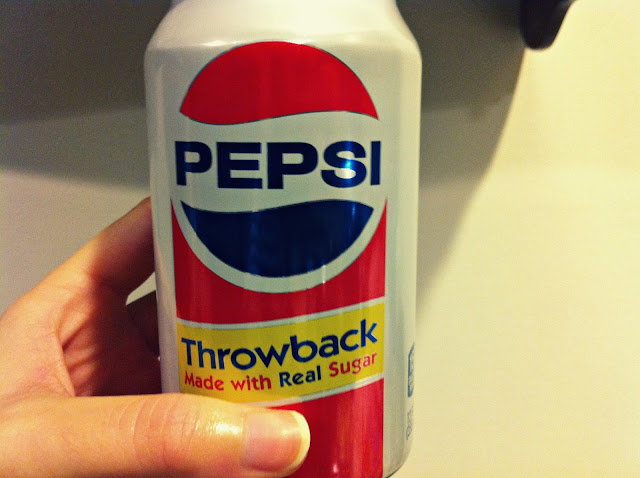 PEPSI
Throwback
Made with Real Sugar